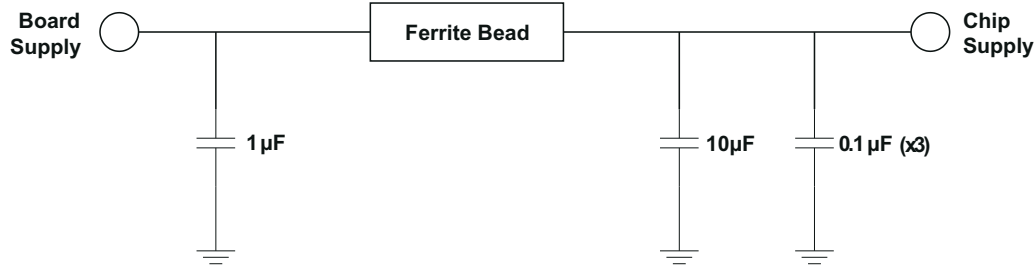 Board
Supply
Ferrite Bead
Chip
Supply
1 µF
10µF
0.1 µF (x3)